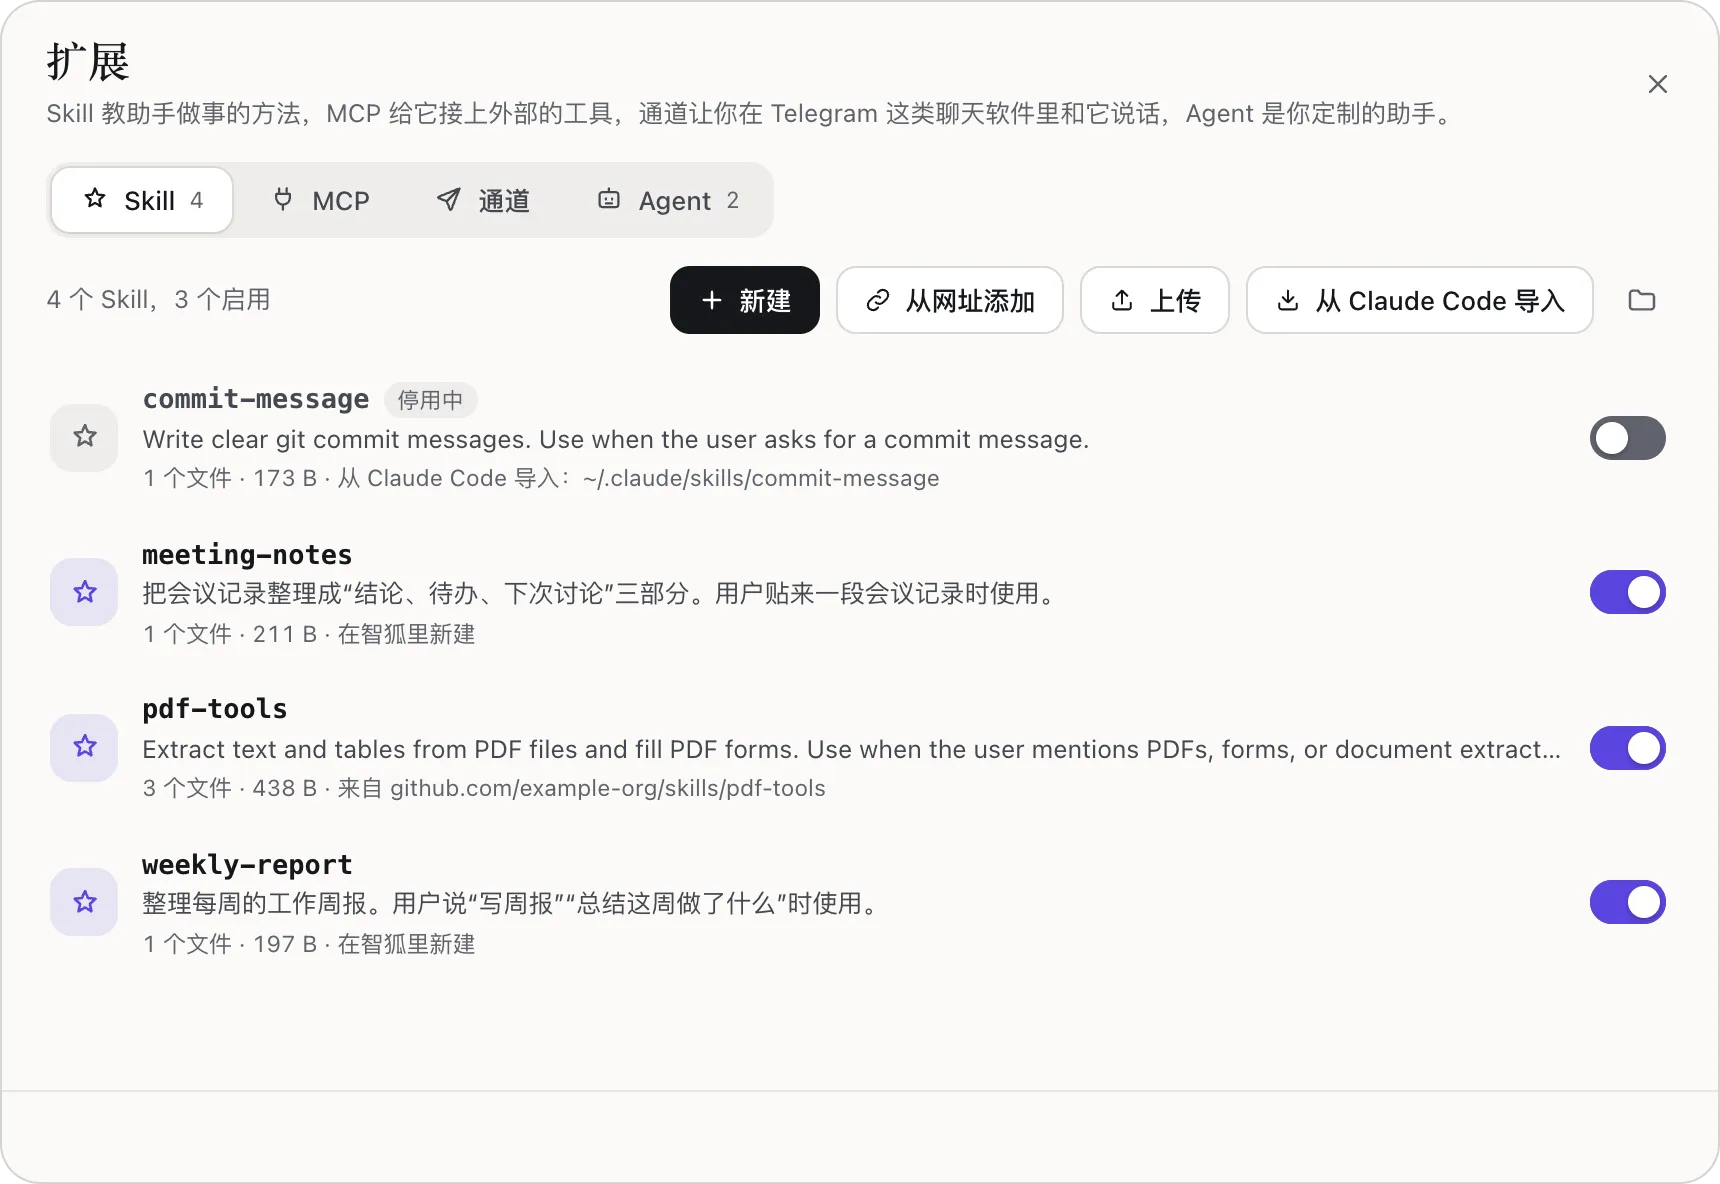 扩展
Skill 教助手做事的方法，MCP 给它接上外部的工具，通道让你在 Telegram 这类聊天软件里和它说话，Agent 是你定制的助手。
Skill 4 MCP 通道 Agent 2
4 个 Skill，3 个启用 新建 从网址添加 上传 从 Claude Code 导入
commit-message 停用中
Write clear git commit messages. Use when the user asks for a commit message.
1 个文件 · 173 B · 从 Claude Code 导入：~/.claude/skills/commit-message
meeting-notes
把会议记录整理成“结论、待办、下次讨论”三部分。用户贴来一段会议记录时使用。
1 个文件 · 211 B · 在智狐里新建
pdf-tools
Extract text and tables from PDF files and fill PDF forms. Use when the user mentions PDFs, forms, or document extract...
3 个文件 · 438 B · 来自 github.com/example-org/skills/pdf-tools
weekly-report
整理每周的工作周报。用户说“写周报”“总结这周做了什么”时使用。
1 个文件 · 197 B · 在智狐里新建